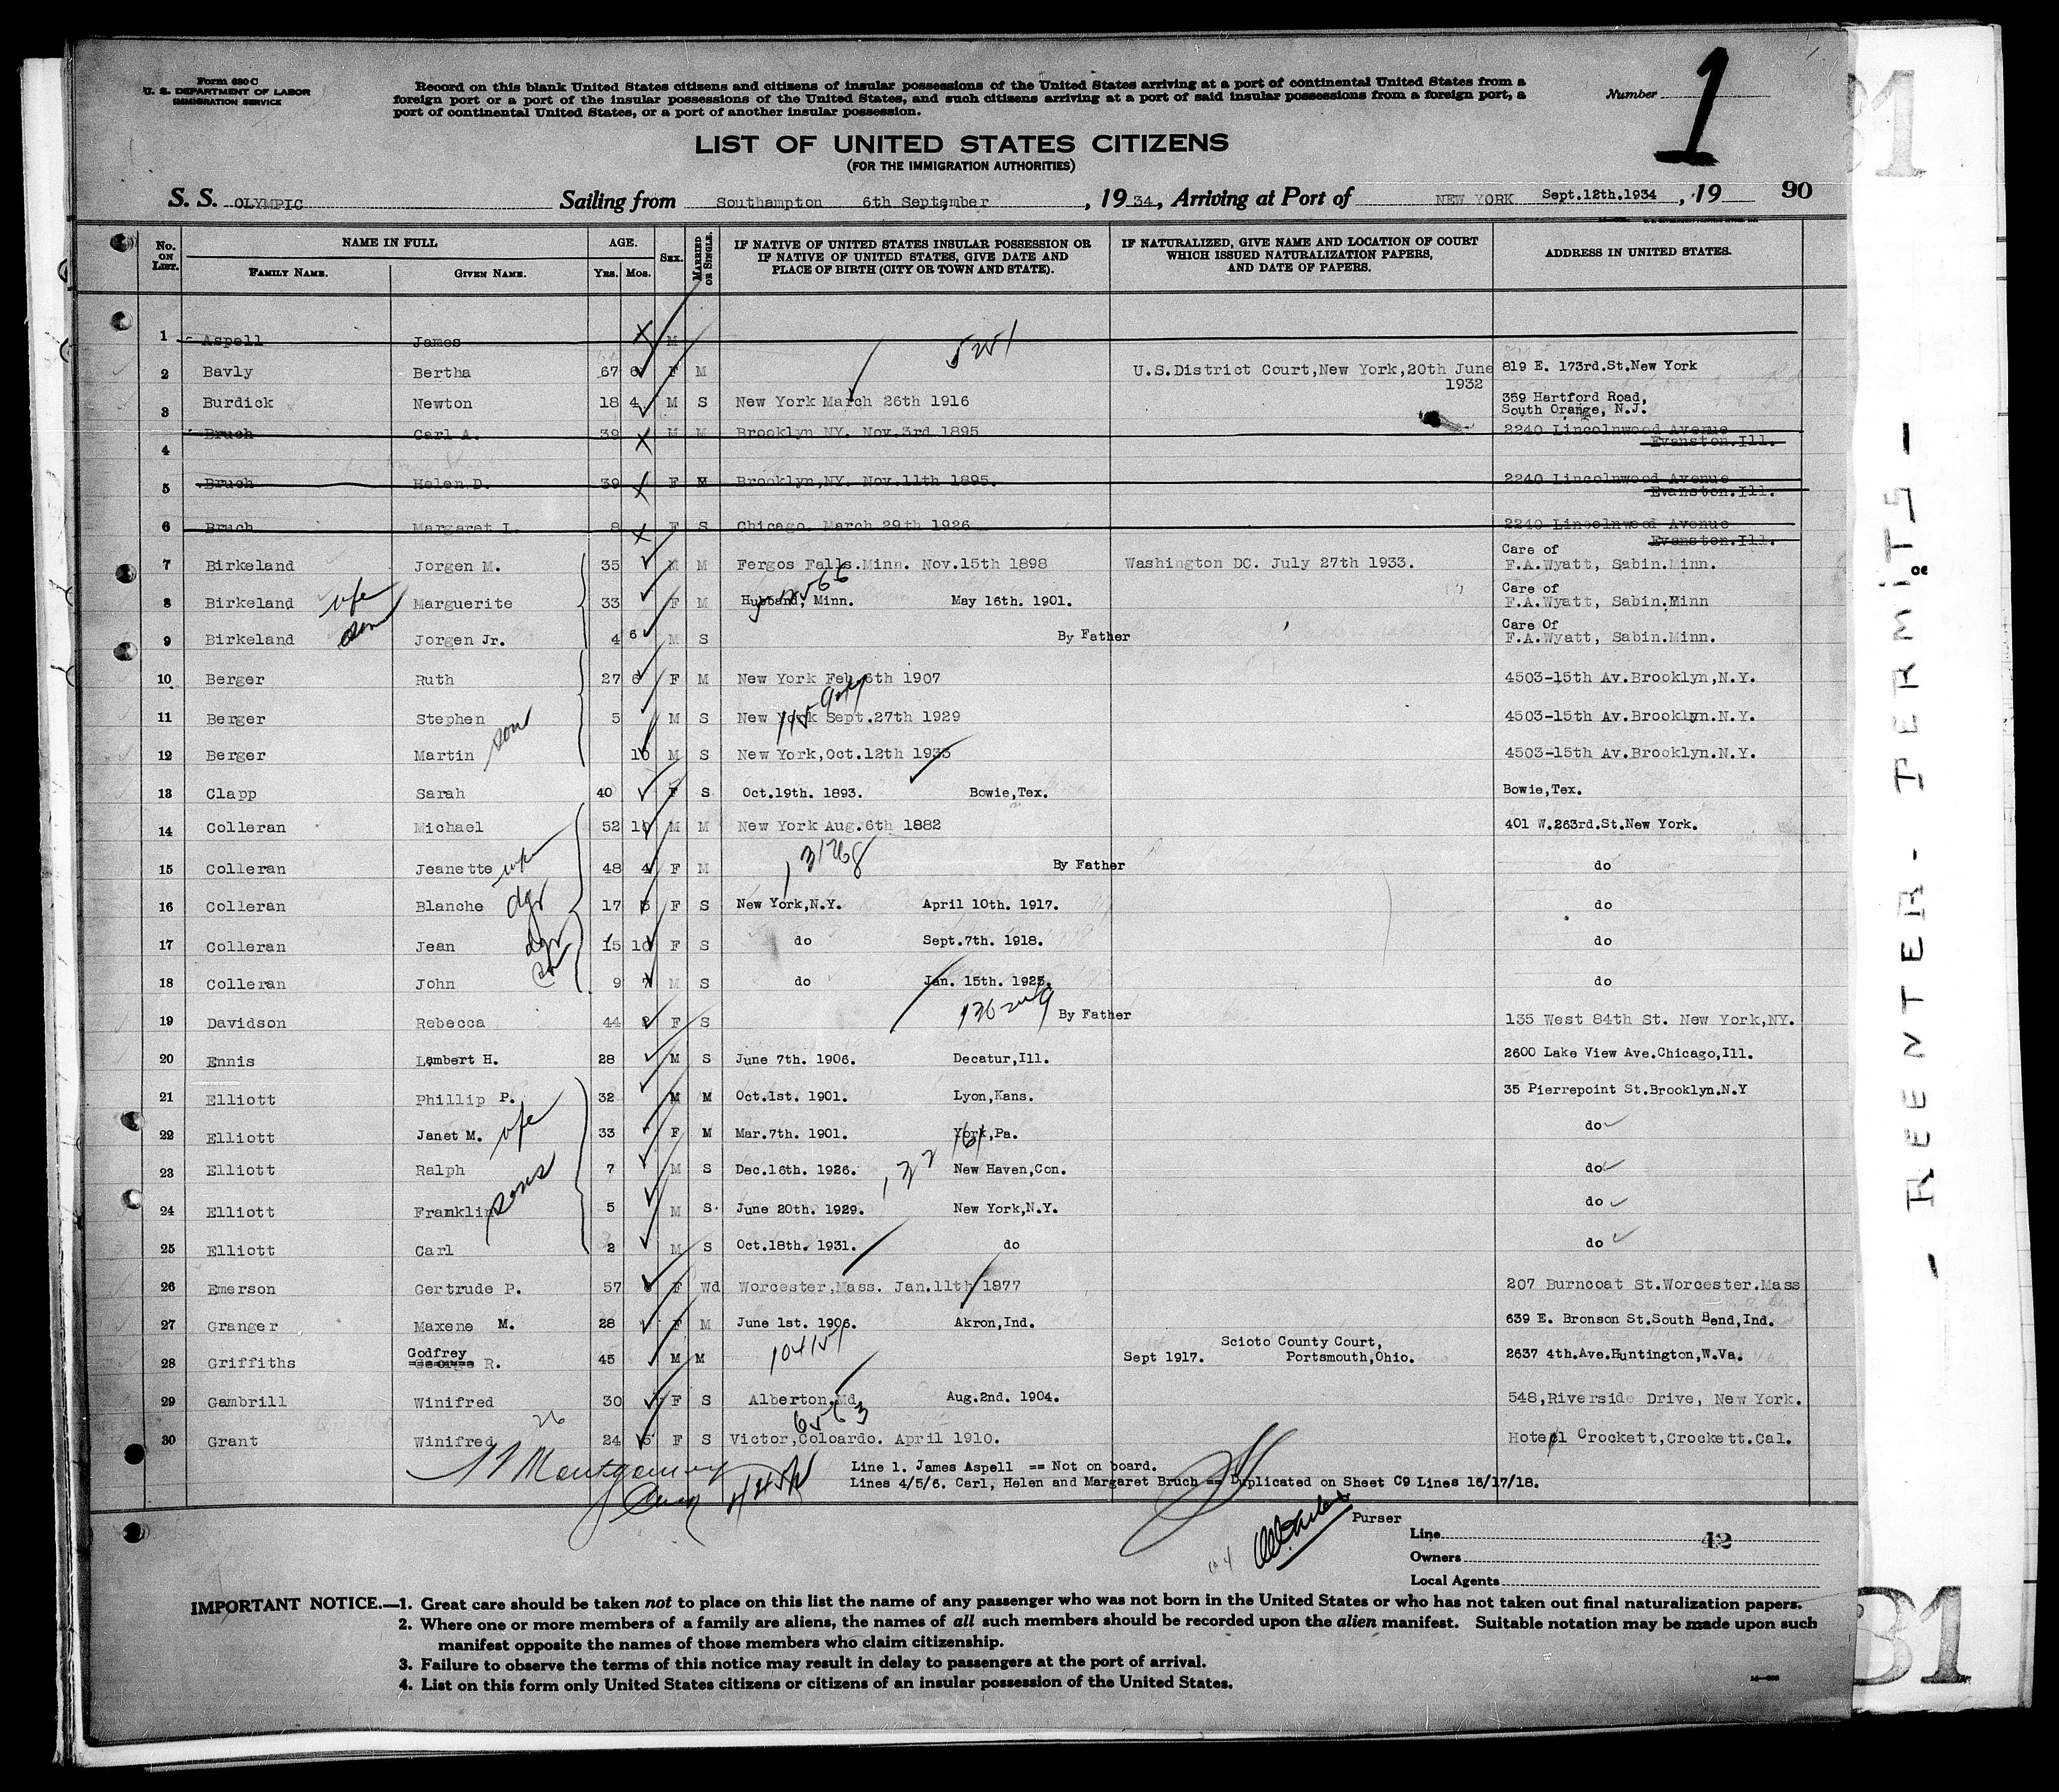 Form 630 C
U. S. DEPARTMENT OF LABOR
IMMIGRATION SERVICE
Record on this blank United States citizens and citizens of insular possessions of the United States arriving at a port of continental United States from a
foreign port or a port of the insular possessions of the United States, and such citizens arriving at a port of said insular possessions from a foreign port, a
port of continental United States, or a port of another insular possession.
Number 1
LIST OF UNITED STATES CITIZENS
(FOR THE IMMIGRATION AUTHORITIES)
S. S. OLYMPIC Sailing from Southampton 6th September, 1934, Arriving at Port of NEW YORK Sept.12th.1934, 19 90
No. ON LIST. NAME IN FULL FAMILY NAME. GIVEN NAME. AGE. Yrs. Mos. SEX. MARRIED OR SINGLE. IF NATIVE OF UNITED STATES INSULAR POSSESSION OR IF NATIVE OF UNITED STATES, GIVE DATE AND PLACE OF BIRTH (CITY OR TOWN AND STATE). IF NATURALIZED, GIVE NAME AND LOCATION OF COURT WHICH ISSUED NATURALIZATION PAPERS, AND DATE OF PAPERS. ADDRESS IN UNITED STATES.
1 Aspell James X M
2 Bavly Bertha 67 6 F M U.S.District Court,New York,20th June 1932 819 E. 173rd.St.New York
3 Burdick Newton 18 4 M S New York March 26th 1916 359 Hartford Road, South Orange, N.J.
4 Bruch Carl A. 39 X M M Brooklyn NY. Nov.3rd 1895 2240 Lincolnwood Avenue Evanston.Ill.
5 Bruch Helen D. 39 X F M Brooklyn,NY. Nov.11th 1895. 2240 Lincolnwood Avenue Evanston.Ill.
6 Bruch Margaret L. 8 X F S Chicago. March 29th 1926 2240 Lincolnwood Avenue Evanston.Ill.
7 Birkeland Jorgen M. 35 M M Fergos Falls.Minn. Nov.15th 1898 Washington DC. July 27th 1933. Care of F.A.Wyatt, Sabin.Minn.
8 Birkeland wfe Marguerite 33 F M Hubband, Minn. May 16th. 1901. Care of F.A.Wyatt, Sabin.Minn
9 Birkeland son Jorgen Jr. 4 6 M S By Father Care Of F.A.Wyatt, Sabin.Minn.
10 Berger Ruth 27 6 F M New York Feb 6th 1907 4503-15th Av.Brooklyn,N.Y.
11 Berger Stephen 5 M S New York Sept.27th 1929 4503-15th Av.Brooklyn.N.Y.
12 Berger Martin son 10 M S New York,Oct.12th 1933 4503-15th Av.Brooklyn.N.Y.
13 Clapp Sarah 40 F S Oct.19th. 1893. Bowie,Tex. Bowie,Tex.
14 Colleran Michael 52 10 M M New York Aug.6th 1882 401 W.263rd.St.New York.
15 Colleran Jeanette wfe 48 4 F M By Father do
16 Colleran Blanche dgr 17 5 F S New York,N.Y. April 10th. 1917. do
17 Colleran Jean dgr 15 10 F S do Sept.7th. 1918. do
18 Colleran John son 9 7 M S do Jan. 15th. 1925. do
19 Davidson Rebecca 44 F S By Father 135 West 84th St. New York,NY.
20 Ennis Lambert H. 28 M S June 7th. 1906. Decatur,Ill. 2600 Lake View Ave.Chicago,Ill.
21 Elliott Phillip P. 32 M M Oct.1st. 1901. Lyon,Kans. 35 Pierrepoint St.Brooklyn.N.Y
22 Elliott Janet M. wfe 33 F M Mar.7th. 1901. York,Pa. do
23 Elliott Ralph 7 M S Dec.16th. 1926. New Haven,Con. do
24 Elliott Framklin sons 5 M S. June 20th. 1929. New York,N.Y. do
25 Elliott Carl 2 M S Oct.18th. 1931. do do
26 Emerson Gertrude P. 57 F Wd Worcester,Mass. Jan.11th 1877 207 Burncoat St.Worcester.Mass
27 Granger Maxene M. 28 F M June 1st. 1906. Akron,Ind. 639 E. Bronson St.South Bend,Ind.
28 Griffiths Godfrey George R. 45 M M 104151 Sept 1917. Scioto County Court, Portsmouth,Ohio. 2637 4th.Ave.Huntington,W.Va.
29 Gambrill Winifred 30 F S Alberton,Md. Aug.2nd. 1904. 548,Riverside Drive, New York.
30 Grant Winifred 24 5 F S Victor,Coloardo. April 1910. Hotel Crockett,Crockett.Cal.
Montgomery
Line 1. James Aspell == Not on board.
Lines 4/5/6. Carl, Helen and Margaret Bruch == Duplicated on Sheet C9 Lines 16/17/18.
Purser
Line 42
Owners
Local Agents
IMPORTANT NOTICE.—1. Great care should be taken not to place on this list the name of any passenger who was not born in the United States or who has not taken out final naturalization papers.
2. Where one or more members of a family are aliens, the names of all such members should be recorded upon the alien manifest. Suitable notation may be made upon such
manifest opposite the names of those members who claim citizenship.
3. Failure to observe the terms of this notice may result in delay to passengers at the port of arrival.
4. List on this form only United States citizens or citizens of an insular possession of the United States.
- REENTER- PERMITS -
31